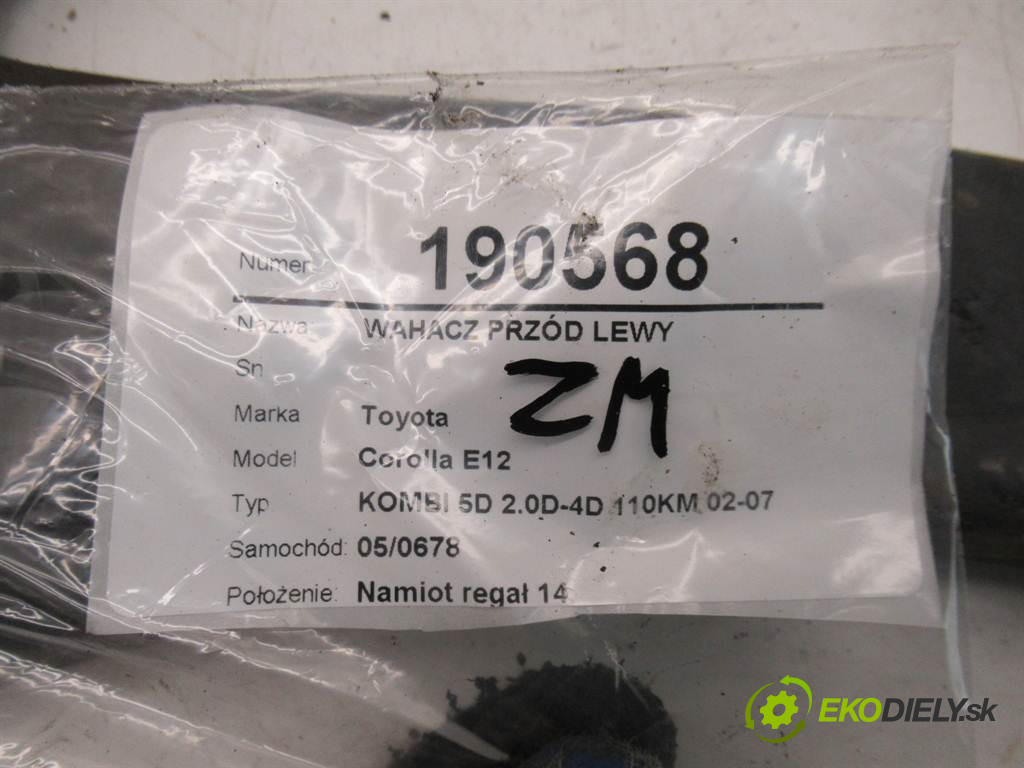 Numer: 190568
Nazwa: WAHACZ PRZÓD LEWY
Sn
ZM
Marka Toyota
Model Corolla E12
Typ KOMBI 5D 2.0D-4D 110KM 02-07
Samochód: 05/0678
Położenie: Namiot regał 14
EKODIELY.sk